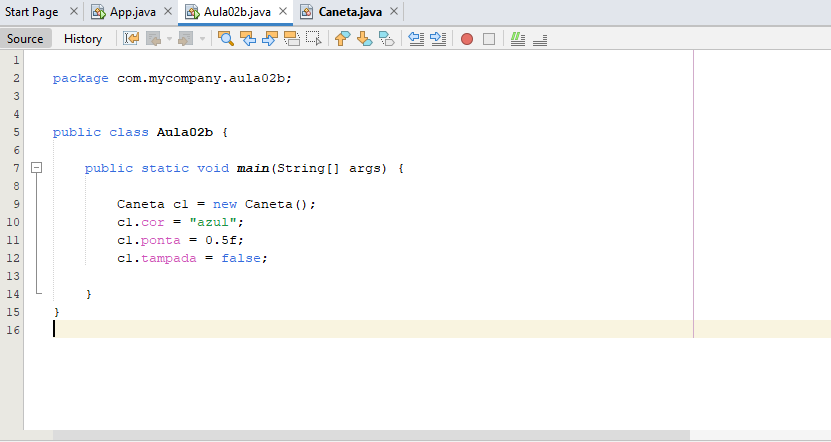 Start Page App.java Aula02b.java Caneta.java
Source History
1
2 package com.mycompany.aula02b;
3
4
5 public class Aula02b {
6
7 public static void main(String[] args) {
8
9 Caneta c1 = new Caneta();
10 c1.cor = "azul";
11 c1.ponta = 0.5f;
12 c1.tampada = false;
13
14 }
15 }
16